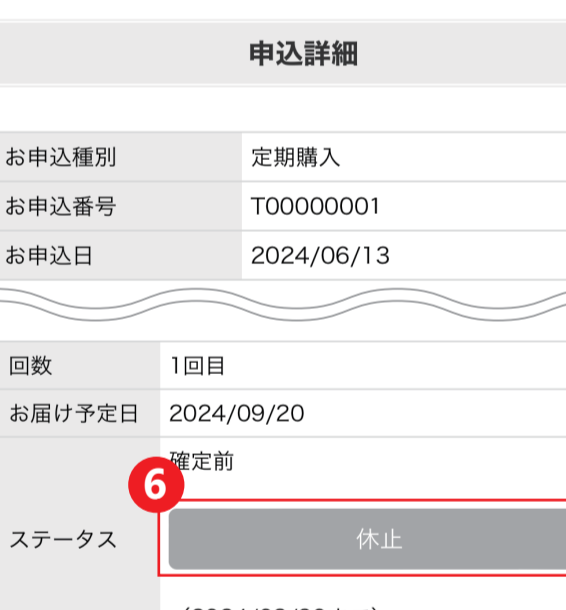 申込詳細
お申込種別 定期購入
お申込番号 T00000001
お申込日 2024/06/13
回数 1回目
お届け予定日 2024/09/20
確定前
6
ステータス 休止